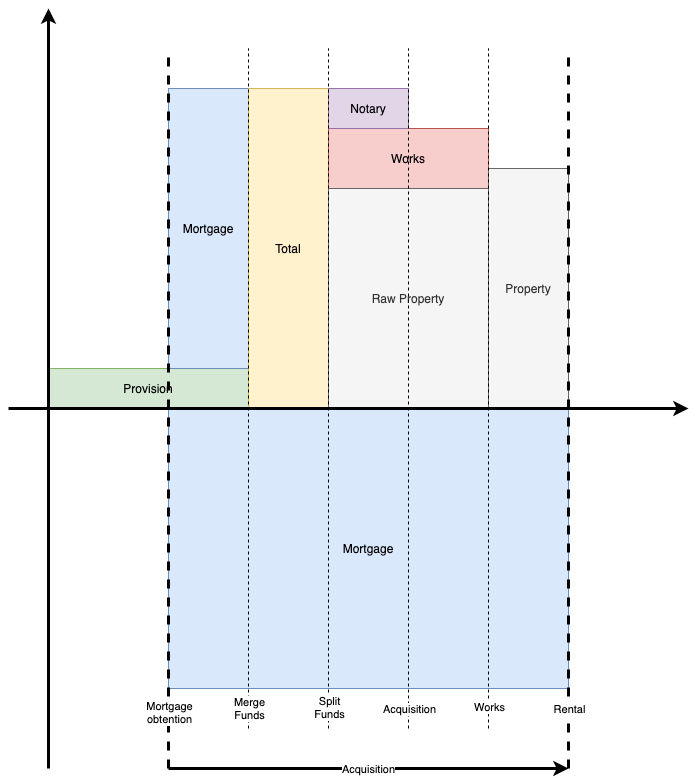 Notary
Works
Mortgage
Total
Property
Raw Property
Provision
Mortgage
Mortgage
obtention
Merge
Funds
Split
Funds
Acquisition
Works
Rental
Acquisition